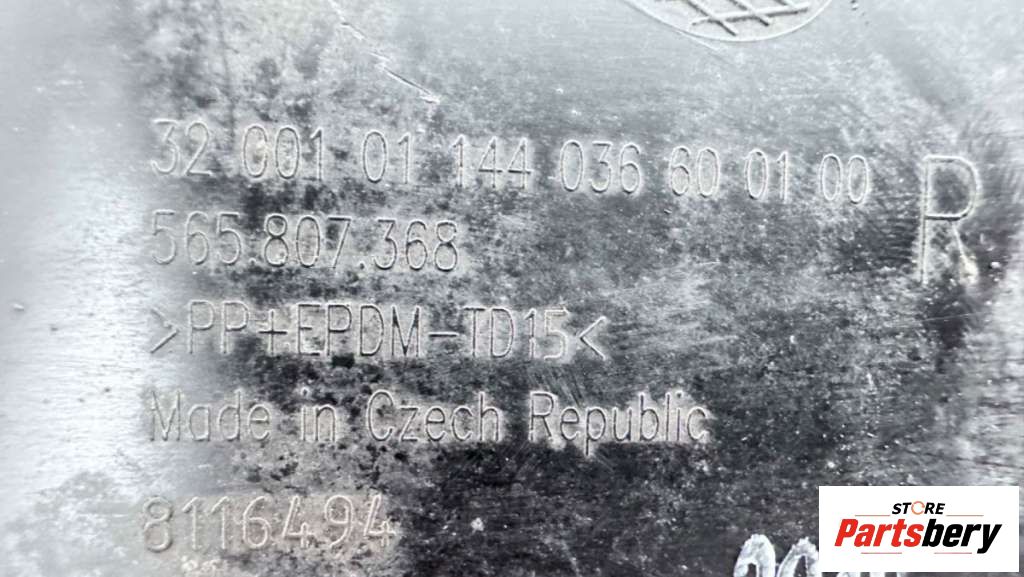 32 001 01 144 036 60 01 00
R
565.807.368
>PP+EPDM-TD15<
Made in Czech Republic
8116494
STORE
Partsbery